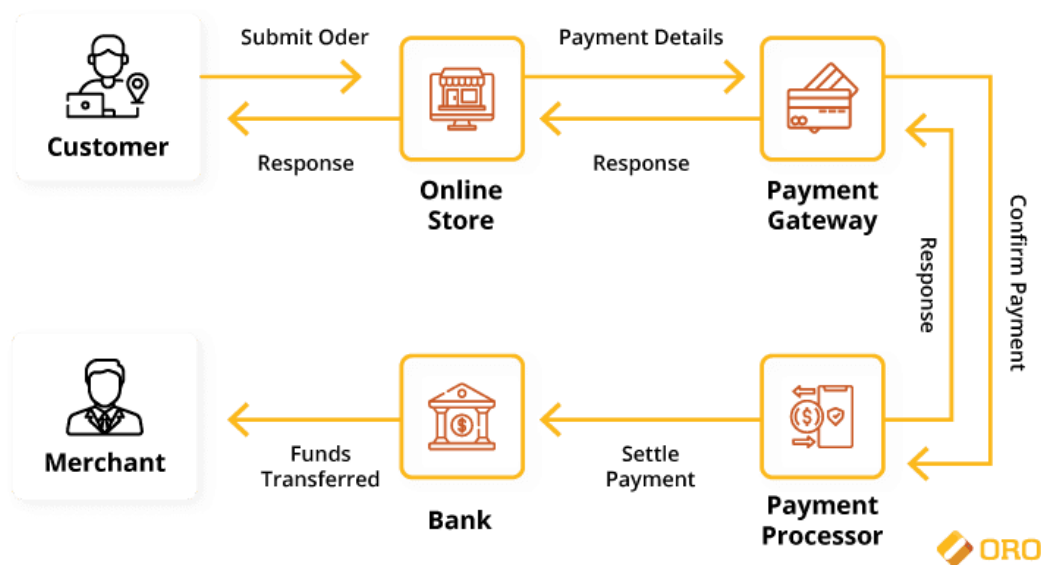 Submit Oder
Payment Details
Customer
Response
Response
Online
Store
Payment
Gateway
Confirm Payment
Response
Merchant
Funds
Transferred
Settle
Payment
Bank
Payment
Processor
ORO